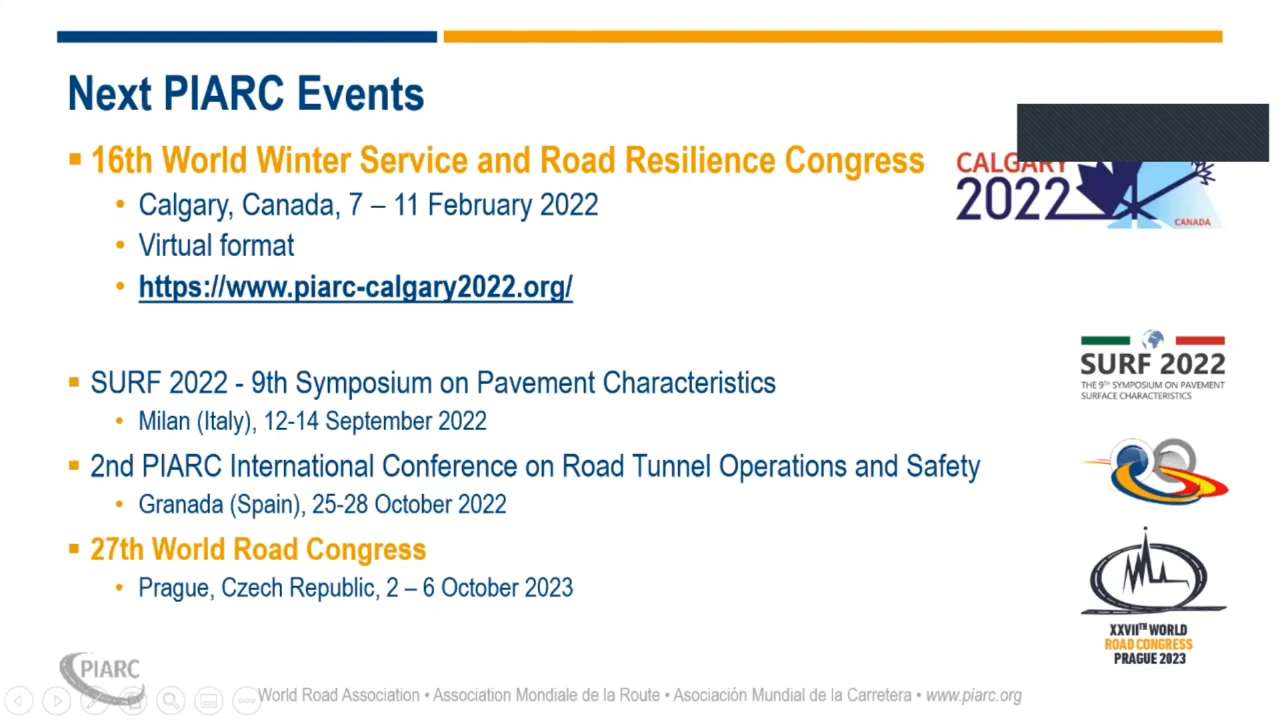 Next PIARC Events
16th World Winter Service and Road Resilience Congress
Calgary, Canada, 7 – 11 February 2022
Virtual format
https://www.piarc-calgary2022.org/
CALGARY
2022
CANADA
SURF 2022 - 9th Symposium on Pavement Characteristics
Milan (Italy), 12-14 September 2022
SURF 2022
THE 9TH SYMPOSIUM ON PAVEMENT
SURFACE CHARACTERISTICS
2nd PIARC International Conference on Road Tunnel Operations and Safety
Granada (Spain), 25-28 October 2022
27th World Road Congress
Prague, Czech Republic, 2 – 6 October 2023
XXVIITH WORLD
ROAD CONGRESS
PRAGUE 2023
PIARC
World Road Association • Association Mondiale de la Route • Asociación Mundial de la Carretera • www.piarc.org